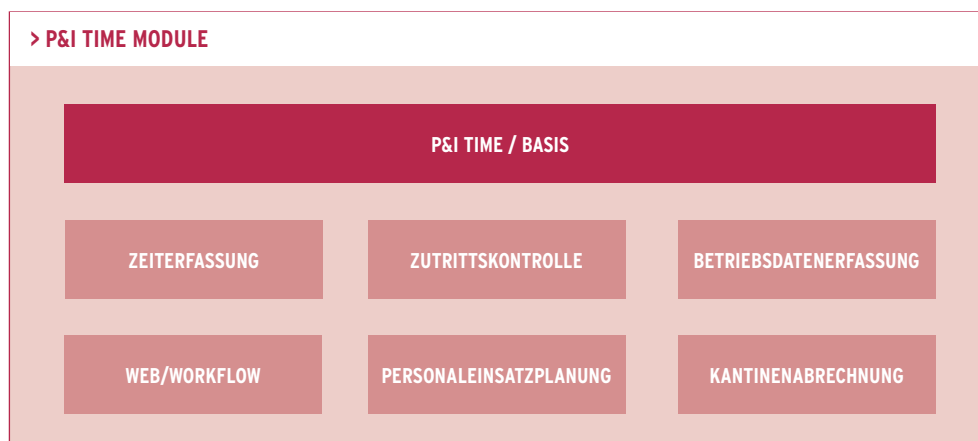 > P&I TIME MODULE
P&I TIME / BASIS
ZEITERFASSUNG
ZUTRITTSKONTROLLE
BETRIEBSDATENERFASSUNG
WEB/WORKFLOW
PERSONALEINSATZPLANUNG
KANTINENABRECHNUNG